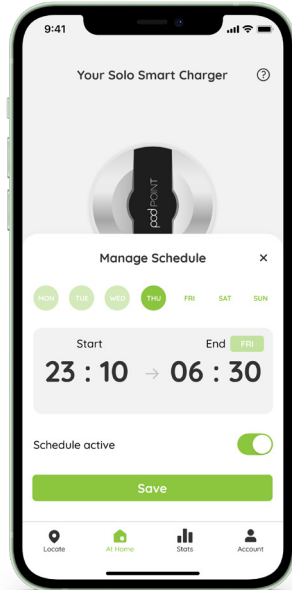 9:41
Your Solo Smart Charger ?
pod POINT
Manage Schedule ×
MON TUE WED THU FRI SAT SUN
Start End FRI
23 : 10 → 06 : 30
Schedule active
Save
Locate At Home Stats Account